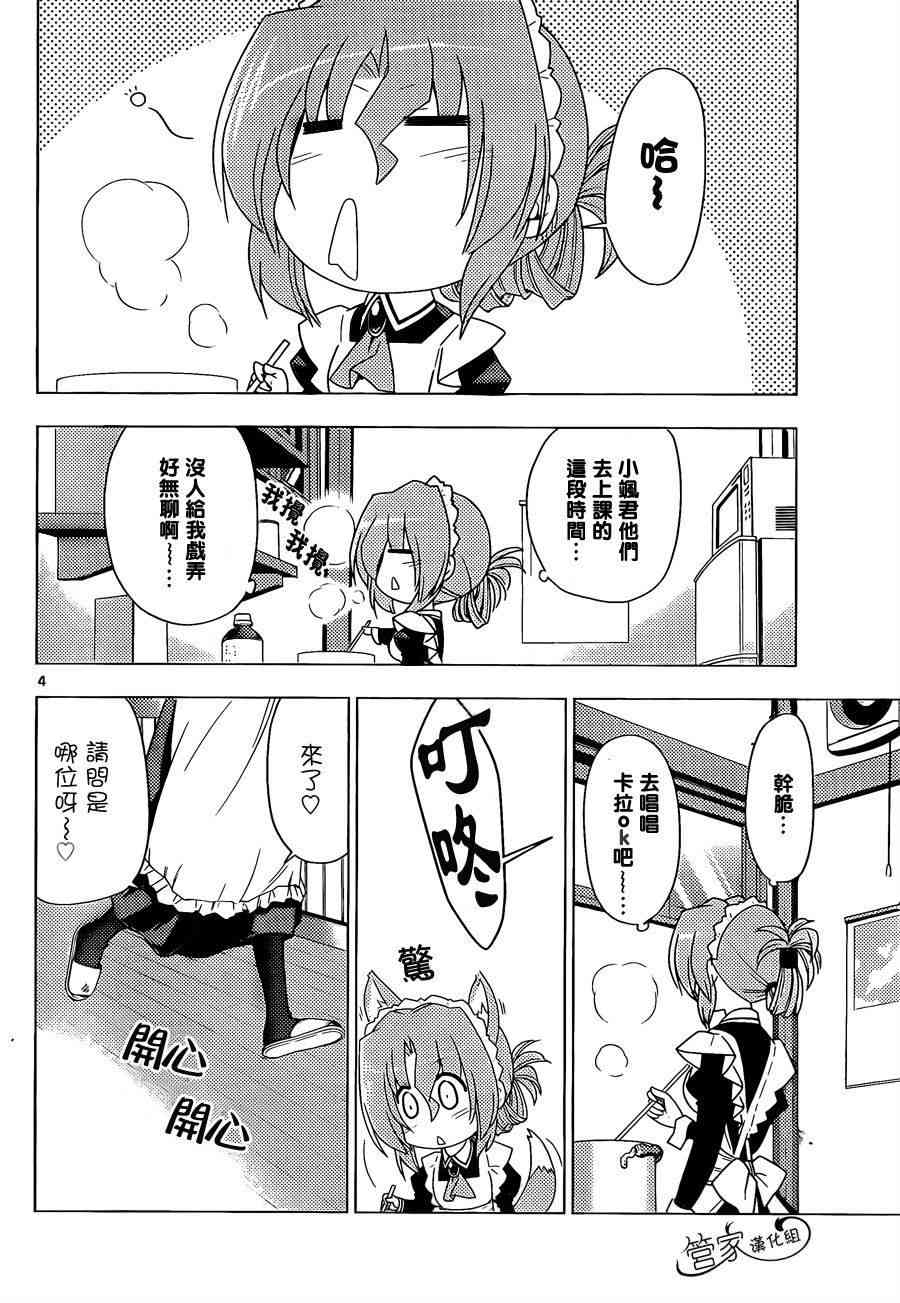 哈~
小颯君他們
去上課的
這段時間…
我攪
我攪
沒人給我戲弄
好無聊啊~……
4
幹脆…
去唱唱
卡拉ok吧~……
叮咚
驚
來了♡
請問是
哪位呀~♡
開心
開心
管家漢化組